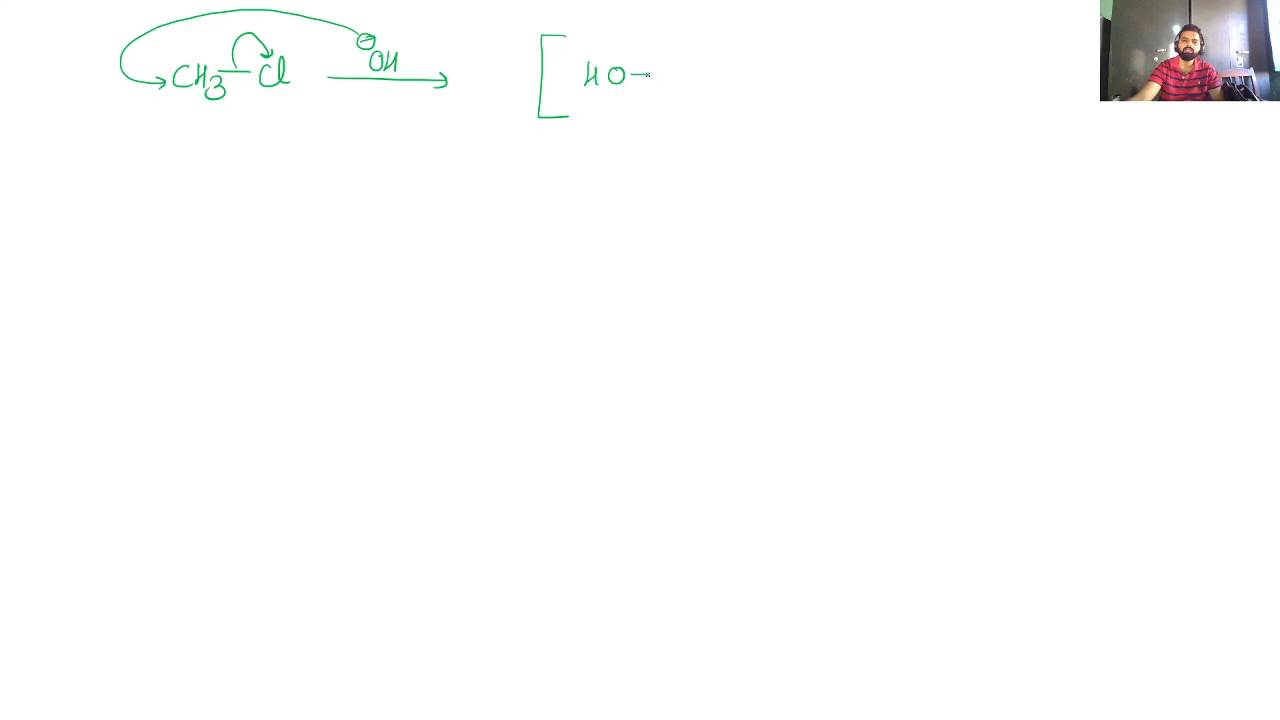 CH3—Cl ⊖OH ⟶ [ HO-